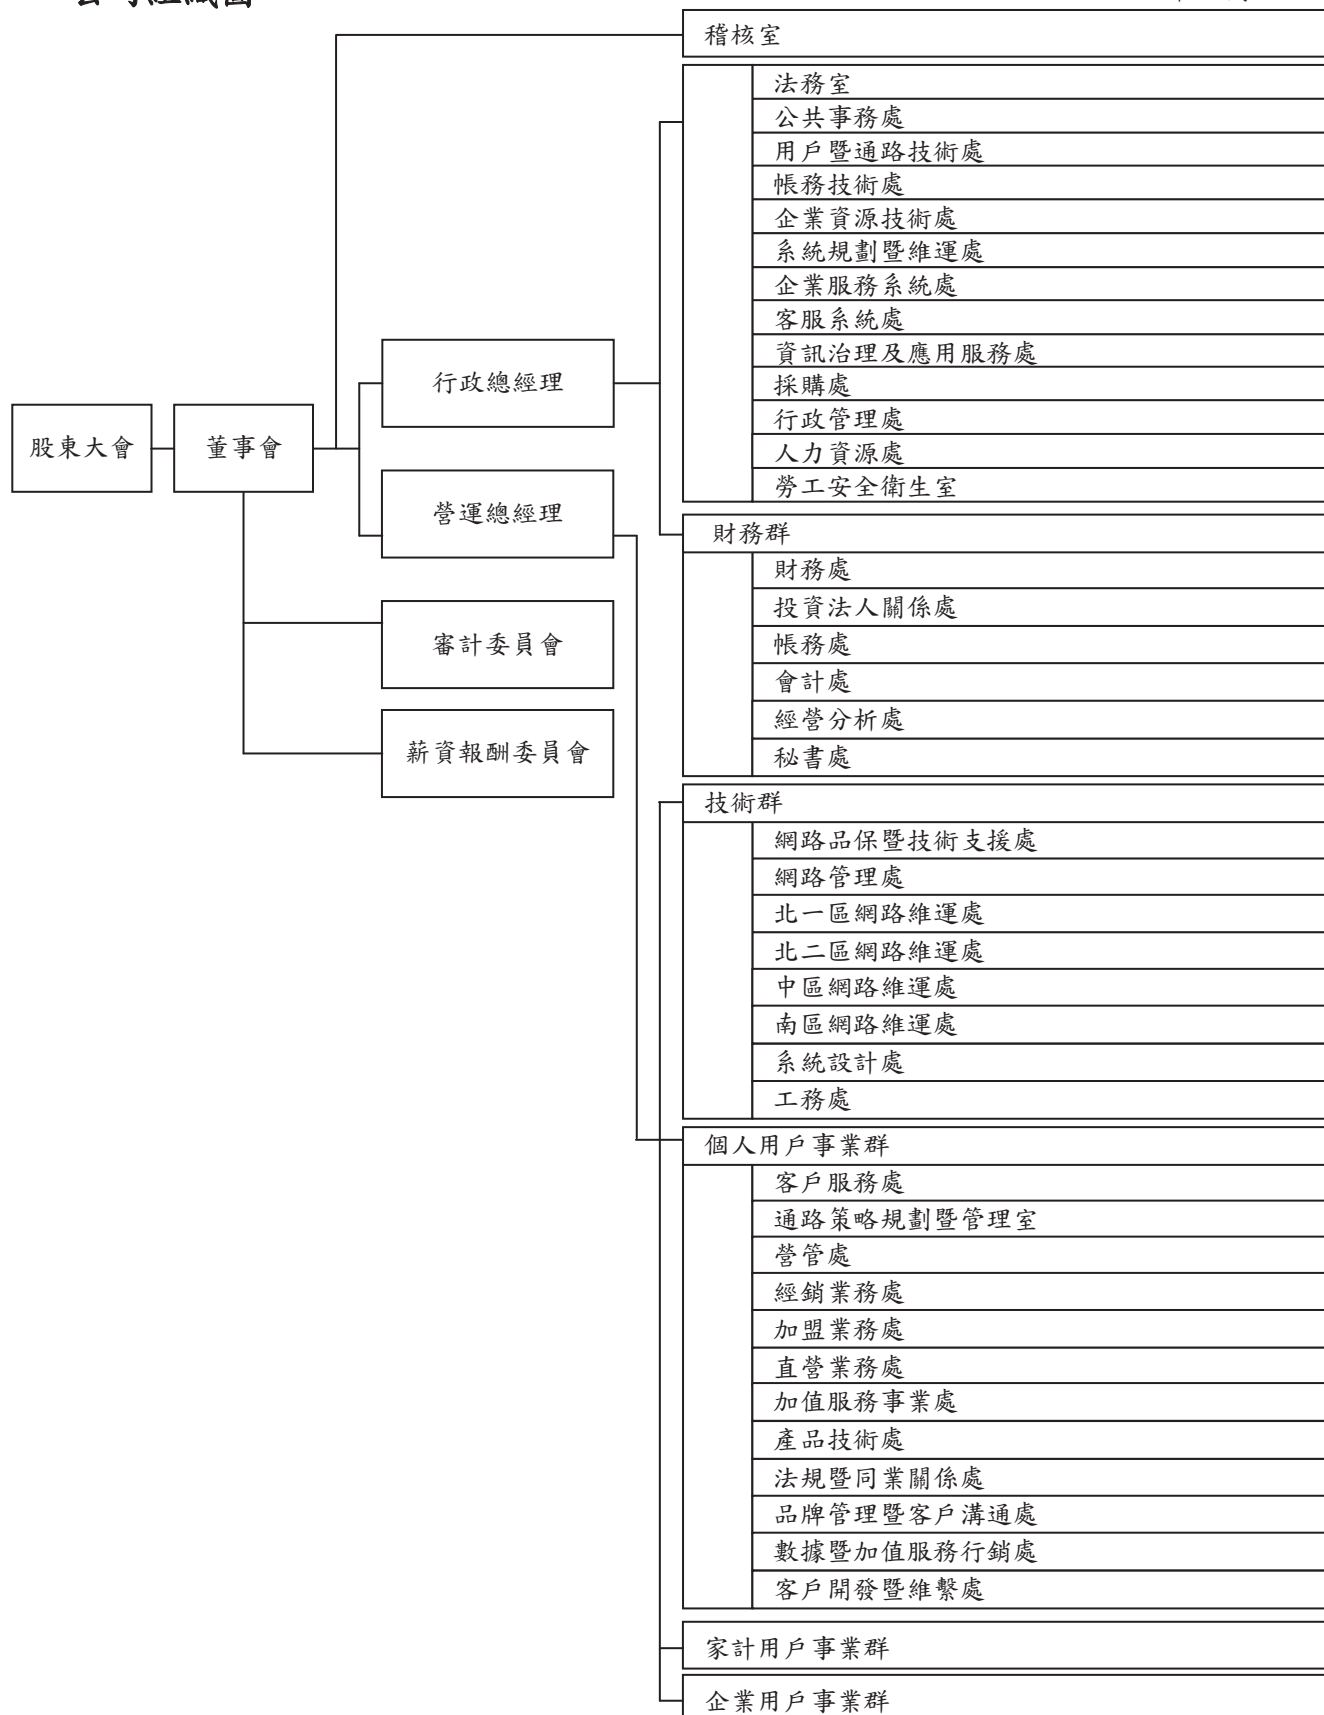 稽核室
法務室
公共事務處
用戶暨通路技術處
帳務技術處
企業資源技術處
系統規劃暨維運處
企業服務系統處
客服系統處
資訊治理及應用服務處
採購處
行政管理處
人力資源處
勞工安全衛生室
行政總經理
股東大會
董事會
營運總經理
審計委員會
薪資報酬委員會
財務群
財務處
投資法人關係處
帳務處
會計處
經營分析處
秘書處
技術群
網路品保暨技術支援處
網路管理處
北一區網路維運處
北二區網路維運處
中區網路維運處
南區網路維運處
系統設計處
工務處
個人用戶事業群
客戶服務處
通路策略規劃暨管理室
營管處
經銷業務處
加盟業務處
直營業務處
加值服務事業處
產品技術處
法規暨同業關係處
品牌管理暨客戶溝通處
數據暨加值服務行銷處
客戶開發暨維繫處
家計用戶事業群
企業用戶事業群